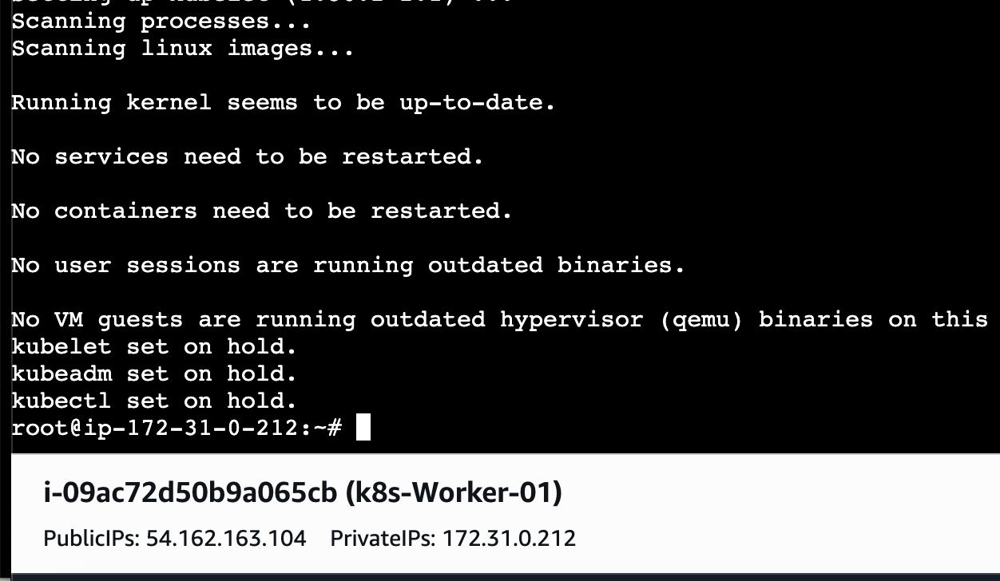 Scanning processes...
Scanning linux images...
Running kernel seems to be up-to-date.
No services need to be restarted.
No containers need to be restarted.
No user sessions are running outdated binaries.
No VM guests are running outdated hypervisor (qemu) binaries on this
kubelet set on hold.
kubeadm set on hold.
kubectl set on hold.
root@ip-172-31-0-212:~#
i-09ac72d50b9a065cb (k8s-Worker-01)
PublicIPs: 54.162.163.104 PrivateIPs: 172.31.0.212